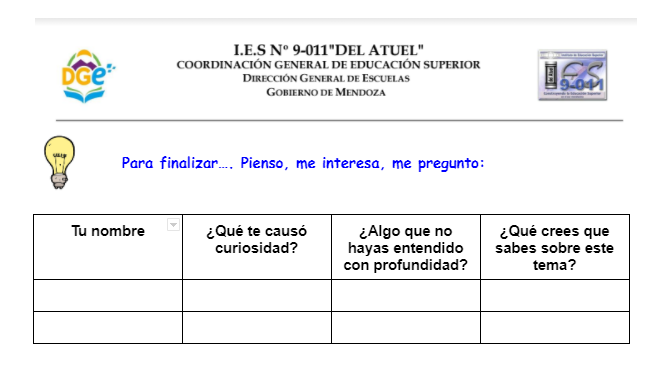 I.E.S Nº 9-011"DEL ATUEL"
COORDINACIÓN GENERAL DE EDUCACIÓN SUPERIOR
DIRECCIÓN GENERAL DE ESCUELAS
GOBIERNO DE MENDOZA
DGe
9-011
Para finalizar…. Pienso, me interesa, me pregunto:
Tu nombre
¿Qué te causó
curiosidad?
¿Algo que no
hayas entendido
con profundidad?
¿Qué crees que
sabes sobre este
tema?